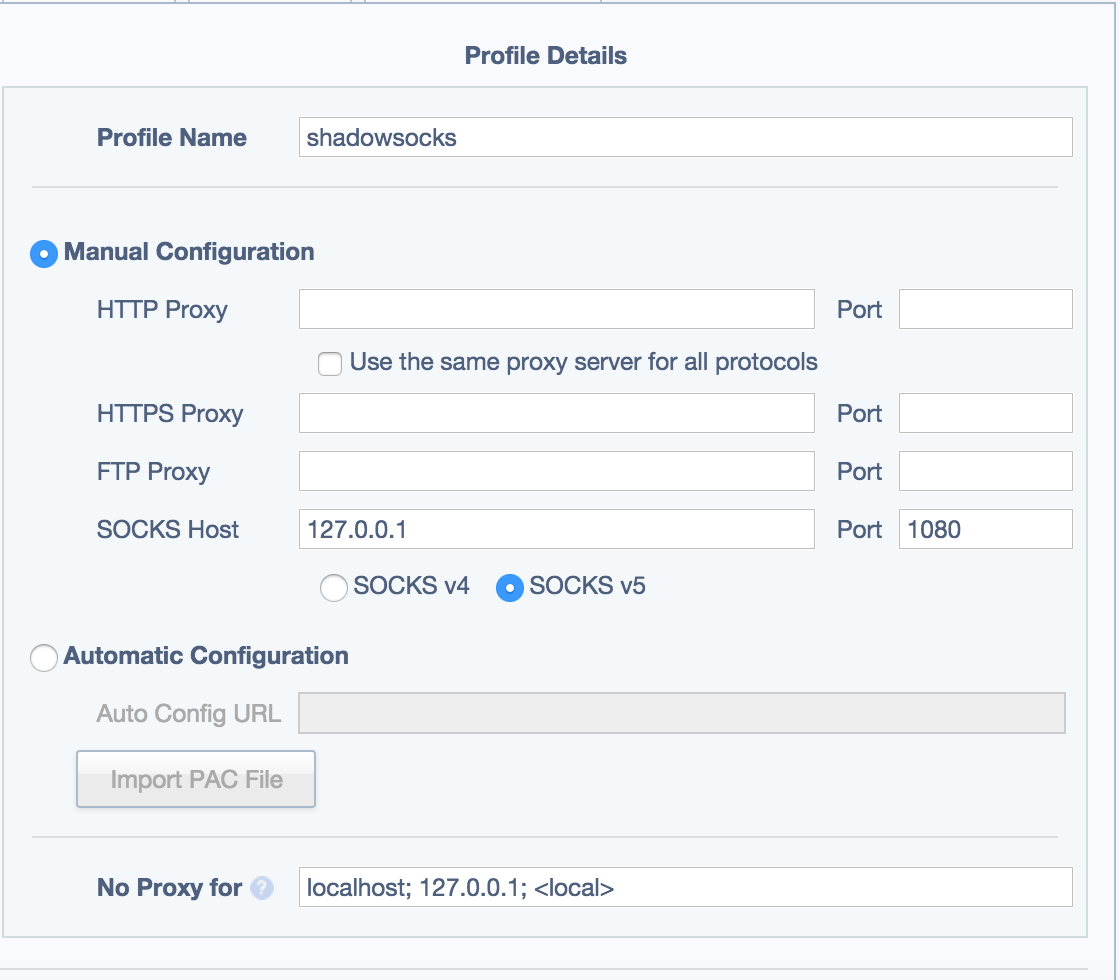 Profile Details
Profile Name shadowsocks
Manual Configuration
HTTP Proxy Port
Use the same proxy server for all protocols
HTTPS Proxy Port
FTP Proxy Port
SOCKS Host 127.0.0.1 Port 1080
SOCKS v4 SOCKS v5
Automatic Configuration
Auto Config URL
Import PAC File
No Proxy for ? localhost; 127.0.0.1; <local>